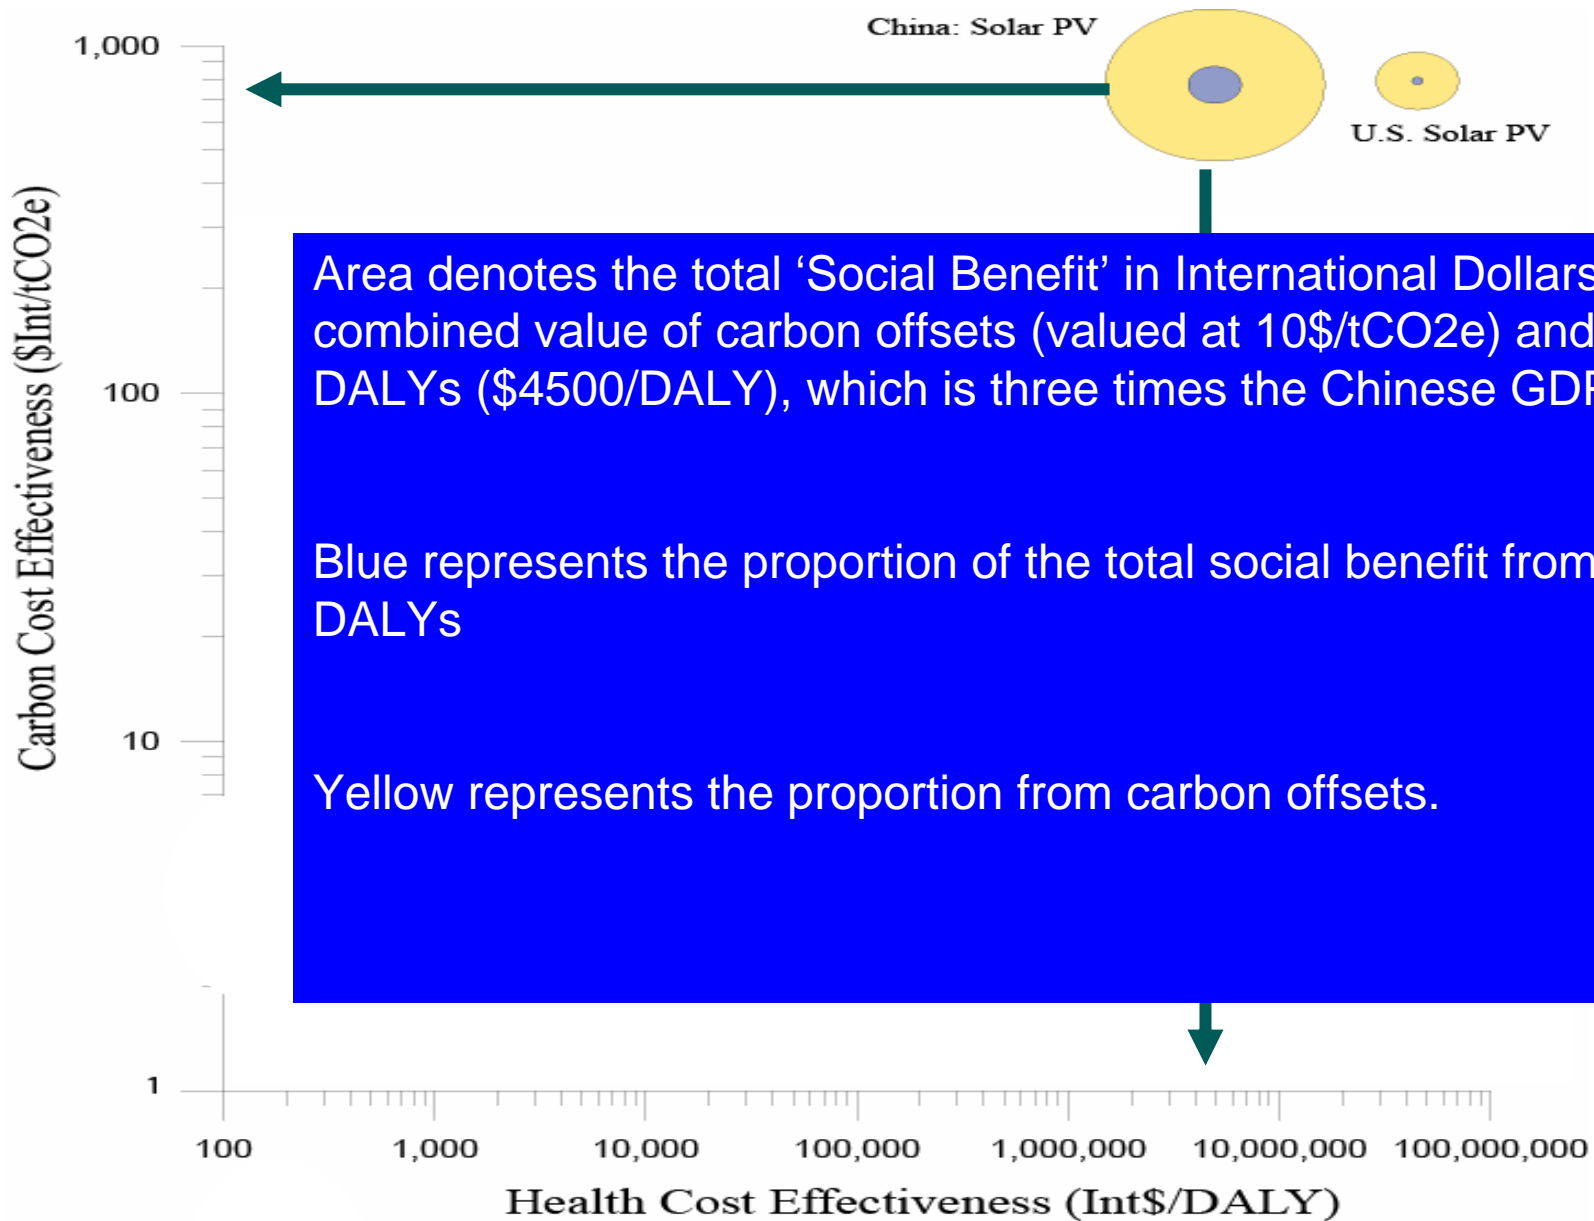 China: Solar PV
U.S. Solar PV
1,000
100
10
1
Carbon Cost Effectiveness ($Int/tCO2e)
Area denotes the total ‘Social Benefit’ in International Dollars
combined value of carbon offsets (valued at 10$/tCO2e) and
DALYs ($4500/DALY), which is three times the Chinese
Blue represents the proportion of the total social benefit from
DALYs
Yellow represents the proportion from carbon offsets.
100 1,000 10,000 100,000 1,000,000 10,000,000 100,000,000
Health Cost Effectiveness (Int$/DALY)